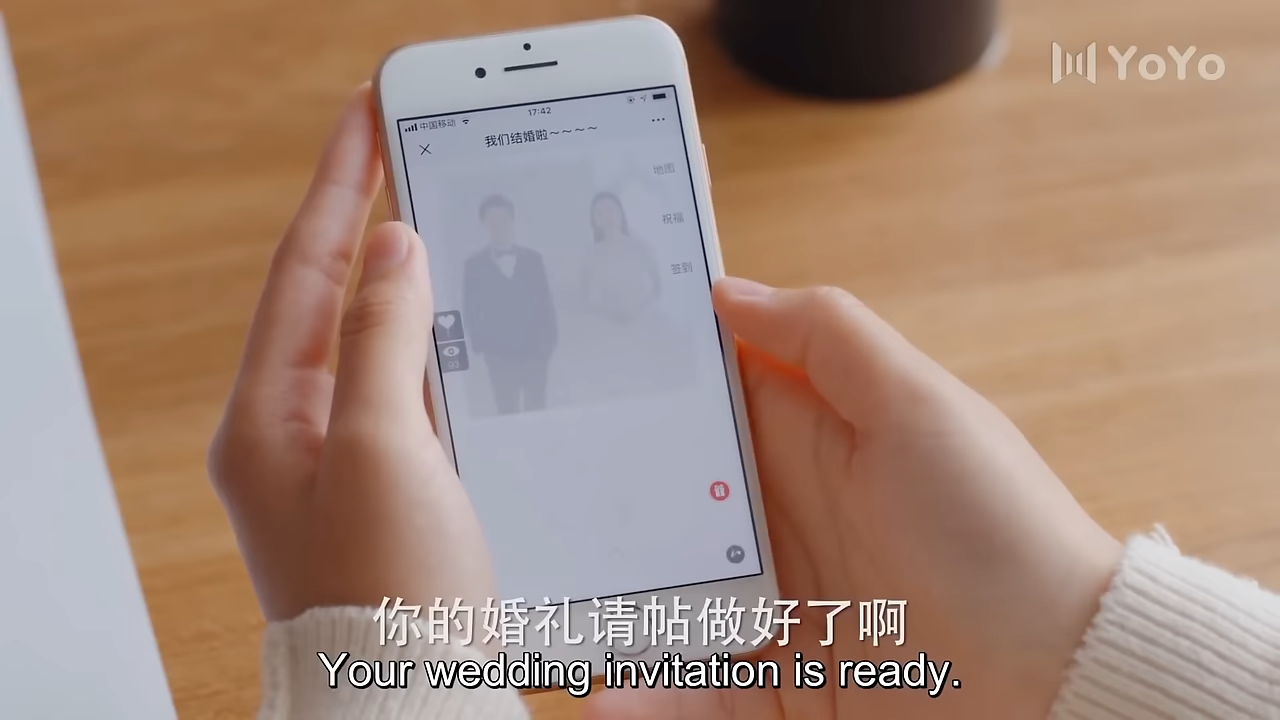 YoYo
中国移动
17:42
我们结婚啦～～～～
地图
祝福
签到
93
你的婚礼请帖做好了啊
Your wedding invitation is ready.